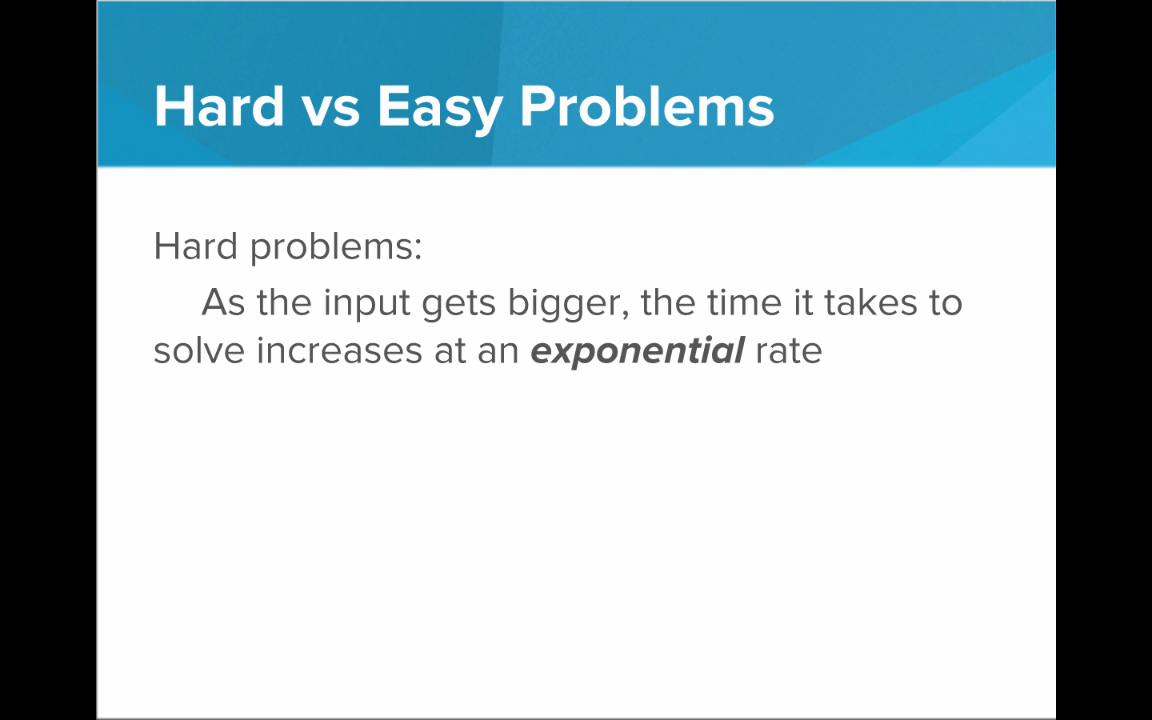 Hard vs Easy Problems
Hard problems:
As the input gets bigger, the time it takes to
solve increases at an exponential rate